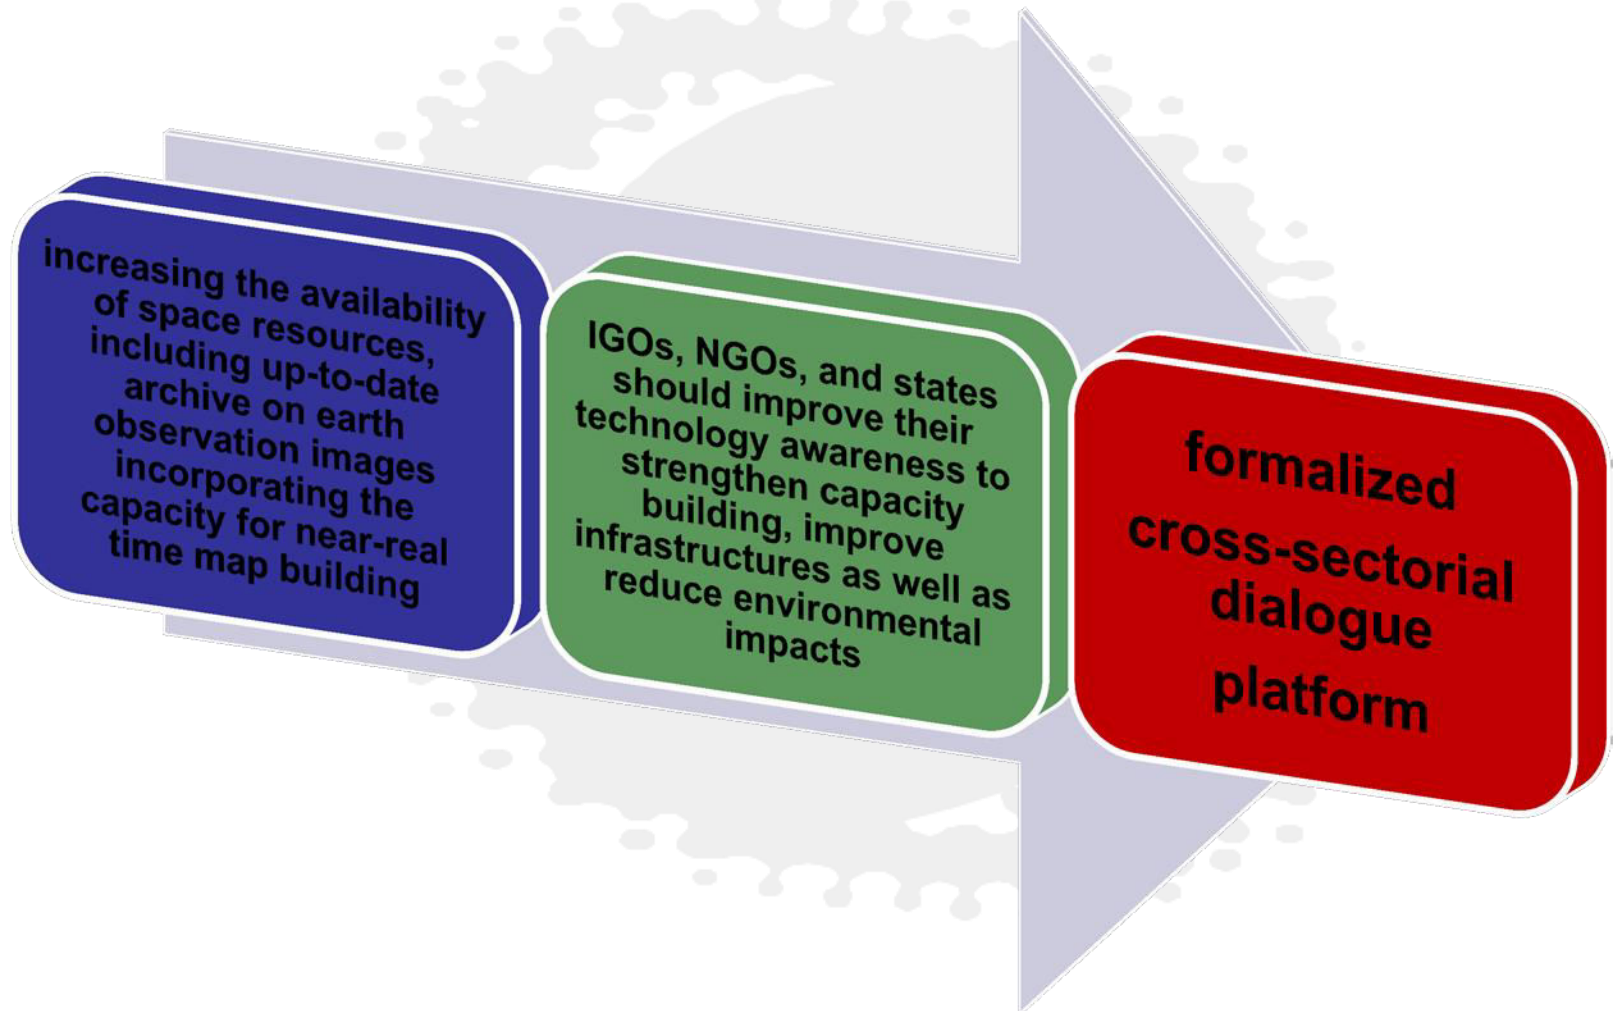 increasing the availability
of space resources,
including up-to-date
archive on earth
observation images
incorporating the
capacity for near-real
time map building
IGOs, NGOs, and states
should improve their
technology awareness to
strengthen capacity
building, improve
infrastructures as well as
reduce environmental
impacts
formalized
cross-sectorial
dialogue
platform